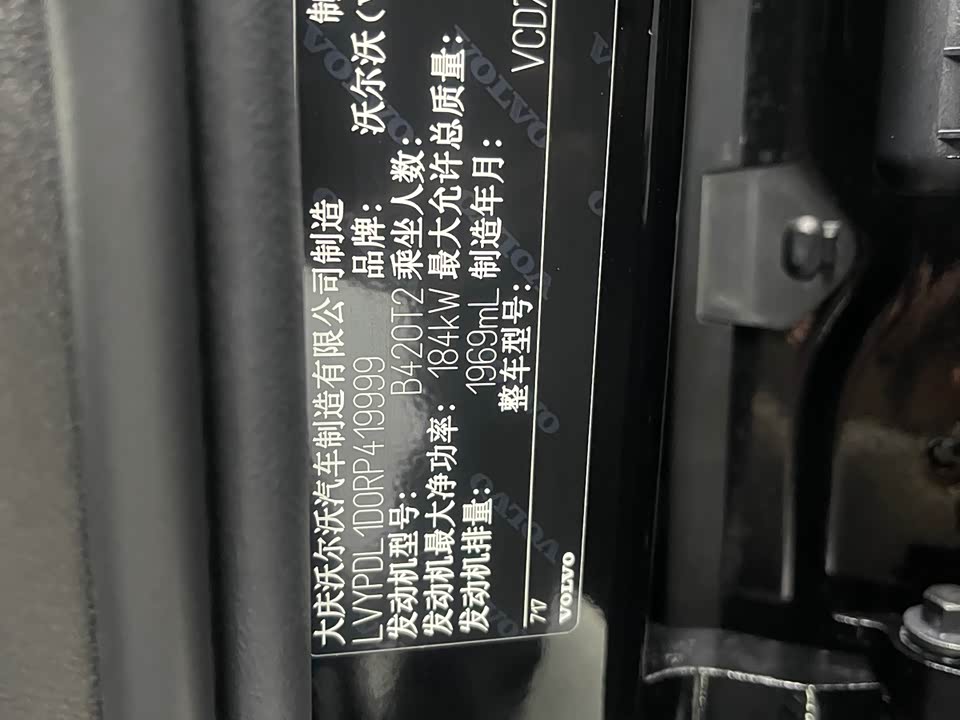 大庆沃尔沃汽车制造有限公司制造
LVYPDL1D0RP419999 品牌: 沃尔沃
发动机型号: B420T2 乘坐人数:
发动机最大净功率: 184kW 最大允许总质量:
发动机排量: 1969mL 制造年月:
整车型号: VCD7
717
VOLVO